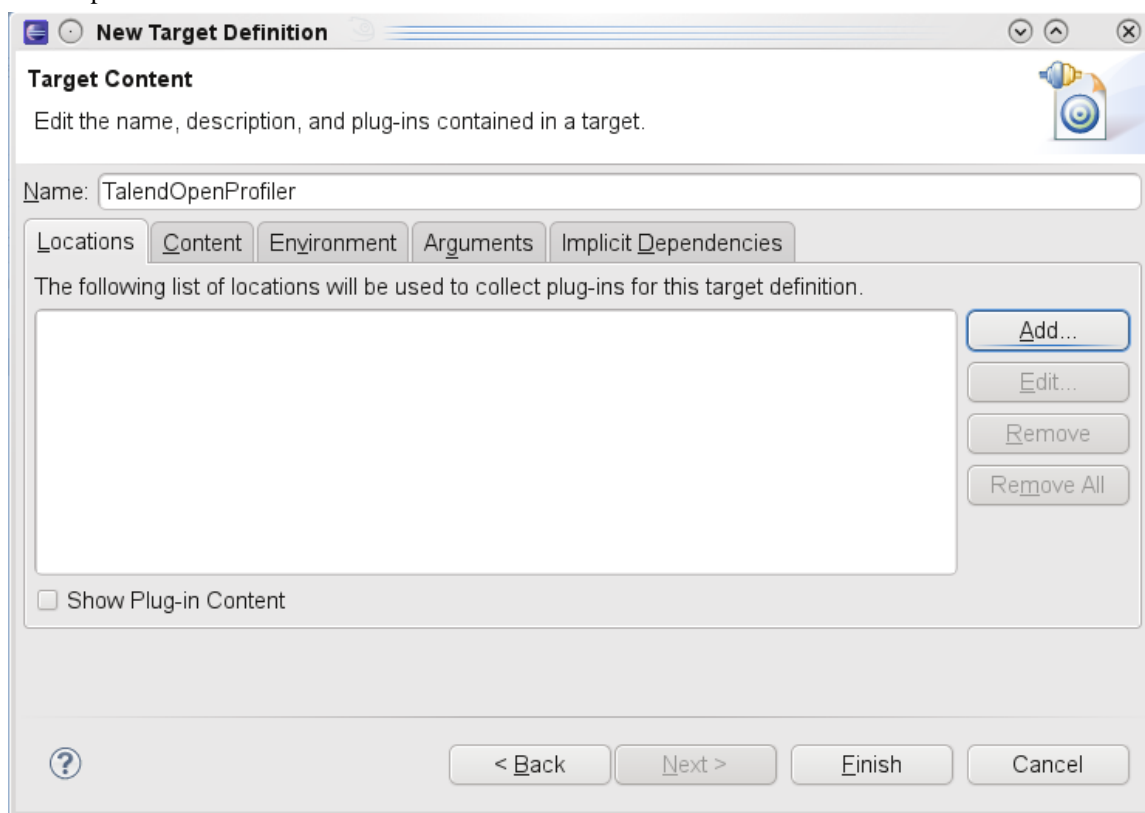 New Target Definition
Target Content
Edit the name, description, and plug-ins contained in a target.
Name: TalendOpenProfiler
Locations Content Environment Arguments Implicit Dependencies
The following list of locations will be used to collect plug-ins for this target definition.
Add...
Edit...
Remove
Remove All
Show Plug-in Content
? < Back Next > Finish Cancel